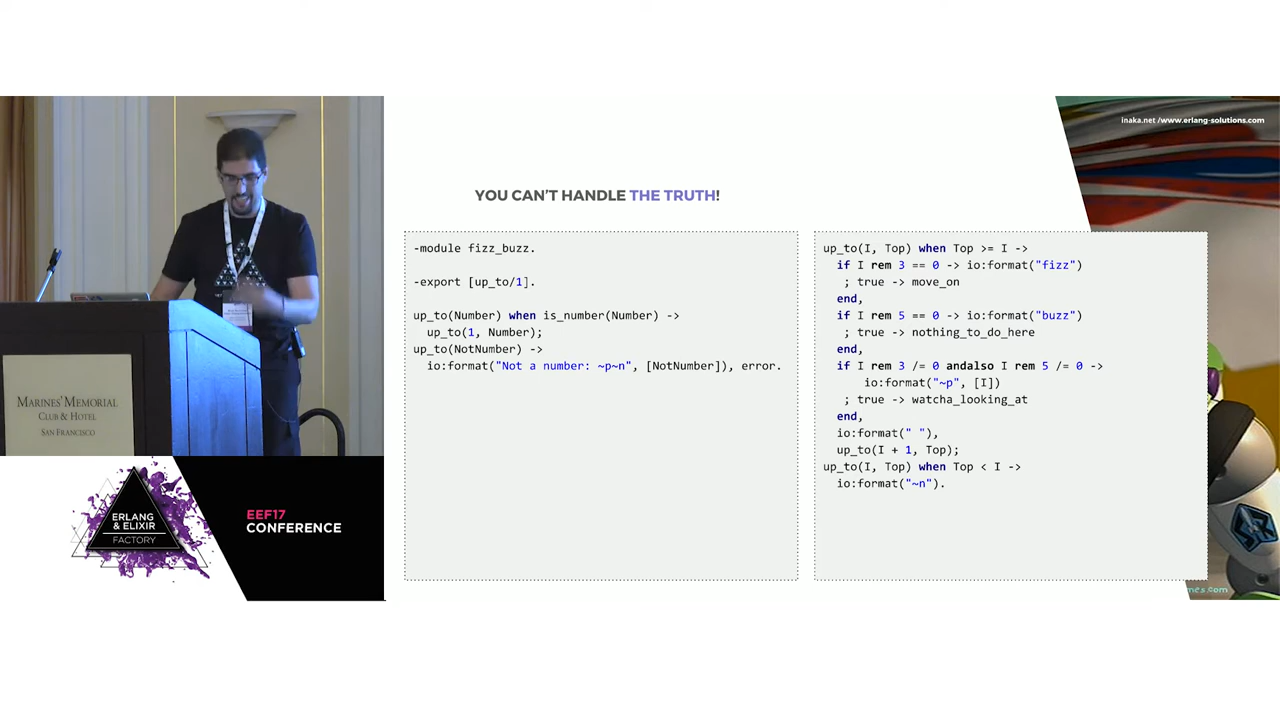 inaka.net /www.erlang-solutions.com
YOU CAN'T HANDLE THE TRUTH!
-module fizz_buzz.
-export [up_to/1].
up_to(Number) when is_number(Number) ->
  up_to(1, Number);
up_to(NotNumber) ->
  io:format("Not a number: ~p~n", [NotNumber]), error.
up_to(I, Top) when Top >= I ->
  if I rem 3 == 0 -> io:format("fizz")
   ; true -> move_on
  end,
  if I rem 5 == 0 -> io:format("buzz")
   ; true -> nothing_to_do_here
  end,
  if I rem 3 /= 0 andalso I rem 5 /= 0 ->
      io:format("~p", [I])
   ; true -> watcha_looking_at
  end,
  io:format(" "),
  up_to(I + 1, Top);
up_to(I, Top) when Top < I ->
  io:format("~n").
MARINES' MEMORIAL
CLUB & HOTEL
SAN FRANCISCO
ERLANG
& ELIXIR
FACTORY
EEF17
CONFERENCE